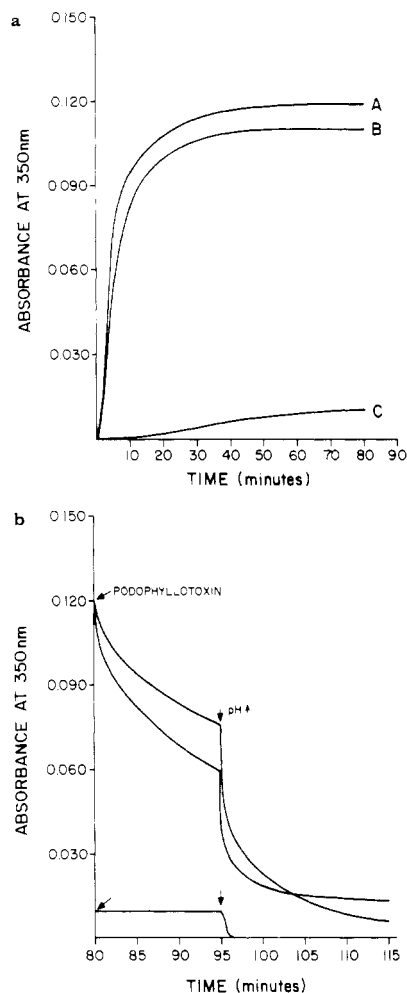 a
0.150
0.120
0.090
0.060
0.030
ABSORBANCE AT 350nm
A
B
C
10 20 30 40 50 60 70 80 90
TIME (minutes)
b
0.150
0.120
0.090
0.060
0.030
ABSORBANCE AT 350nm
PODOPHYLLOTOXIN
pH
80 85 90 95 100 105 110 115
TIME (minutes)